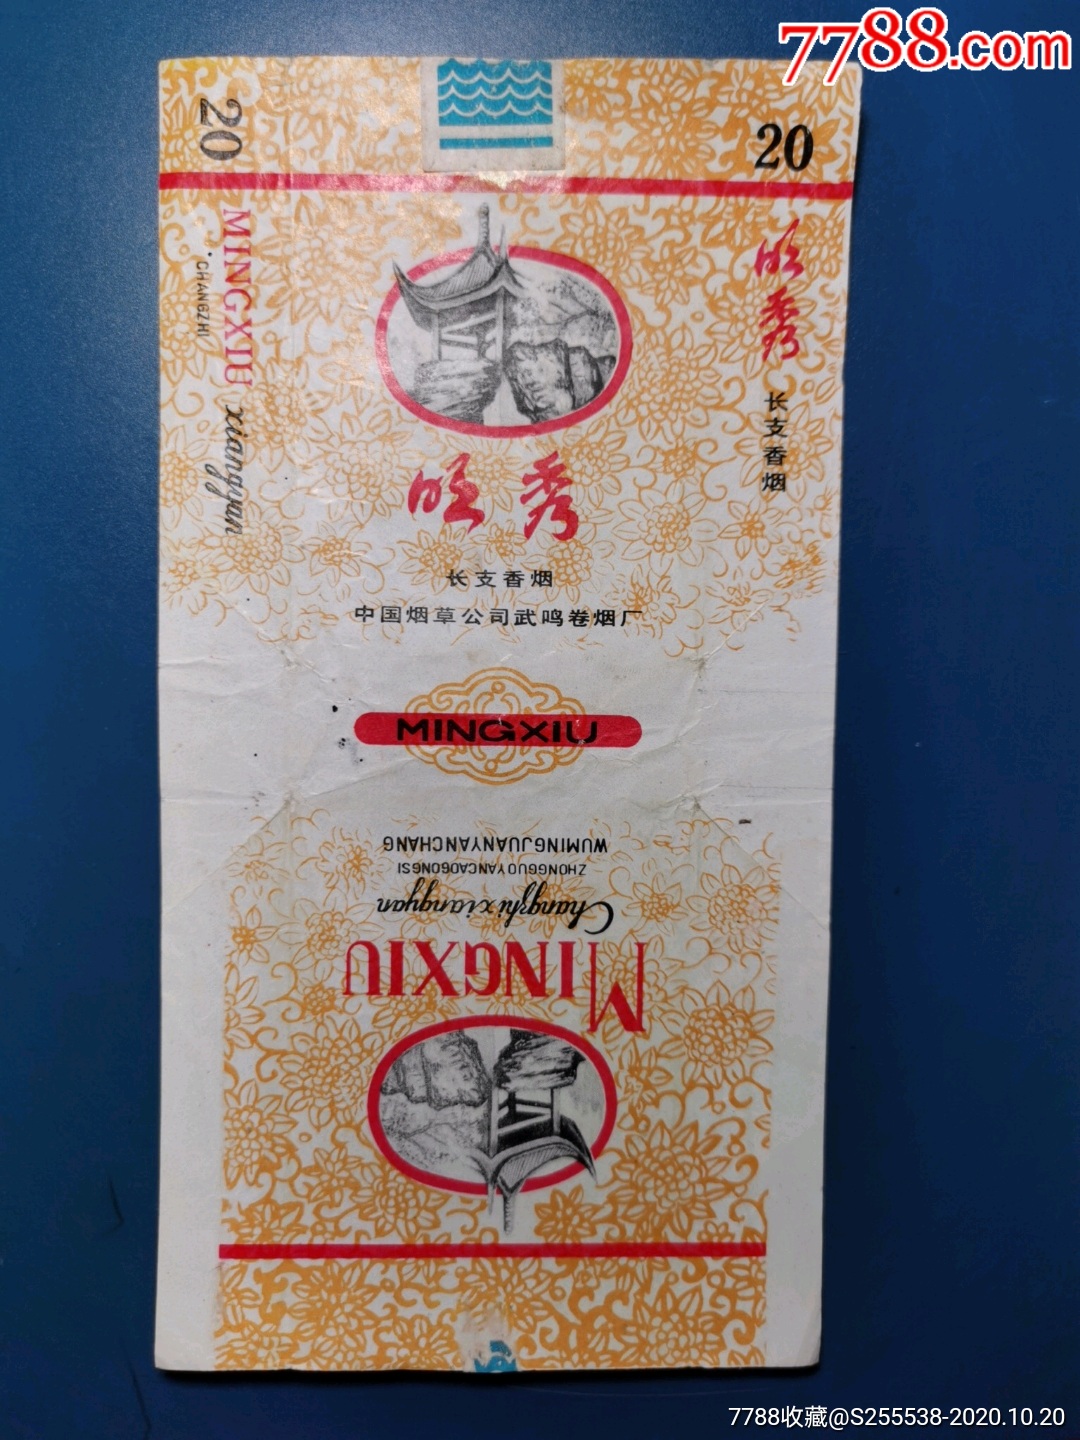 7788.com
20
20
MINGXIU xiangyan
CHANGZHI
明秀
长支香烟
明秀
长支香烟
中国烟草公司武鸣卷烟厂
MINGXIU
WUMINGJUANYANCHANG
ZHONGGUOYANCAOGONGSI
Changzhixiangyan
MINGXIU
7788收藏@S255538-2020.10.20